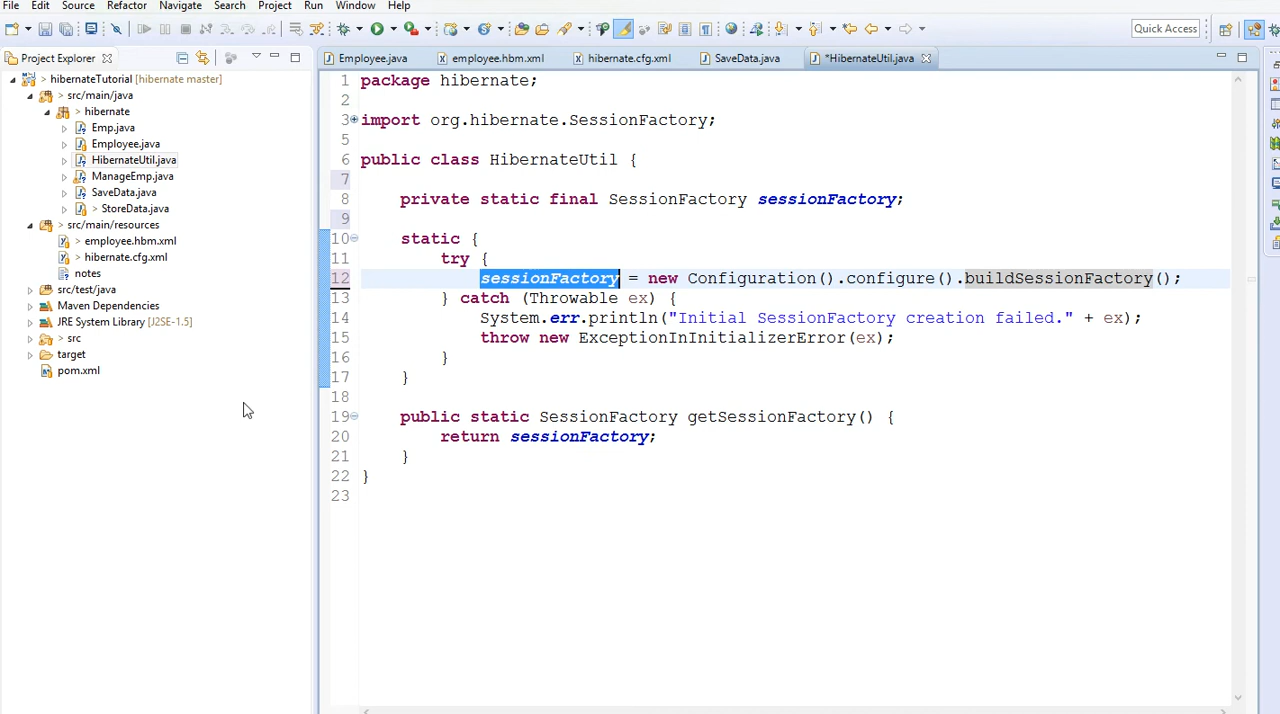 File Edit Source Refactor Navigate Search Project Run Window Help
Quick Access
Project Explorer
Employee.java employee.hbm.xml hibernate.cfg.xml SaveData.java *HibernateUtil.java
hibernateTutorial [hibernate master]
> src/main/java
> hibernate
> Emp.java
Employee.java
HibernateUtil.java
ManageEmp.java
SaveData.java
> StoreData.java
> src/main/resources
> employee.hbm.xml
> hibernate.cfg.xml
notes
src/test/java
Maven Dependencies
JRE System Library [J2SE-1.5]
> src
target
pom.xml
1 package hibernate;
2
3 import org.hibernate.SessionFactory;
5
6 public class HibernateUtil {
7
8 private static final SessionFactory sessionFactory;
9
10 static {
11 try {
12 sessionFactory = new Configuration().configure().buildSessionFactory();
13 } catch (Throwable ex) {
14 System.err.println("Initial SessionFactory creation failed." + ex);
15 throw new ExceptionInInitializerError(ex);
16 }
17 }
18
19 public static SessionFactory getSessionFactory() {
20 return sessionFactory;
21 }
22 }
23